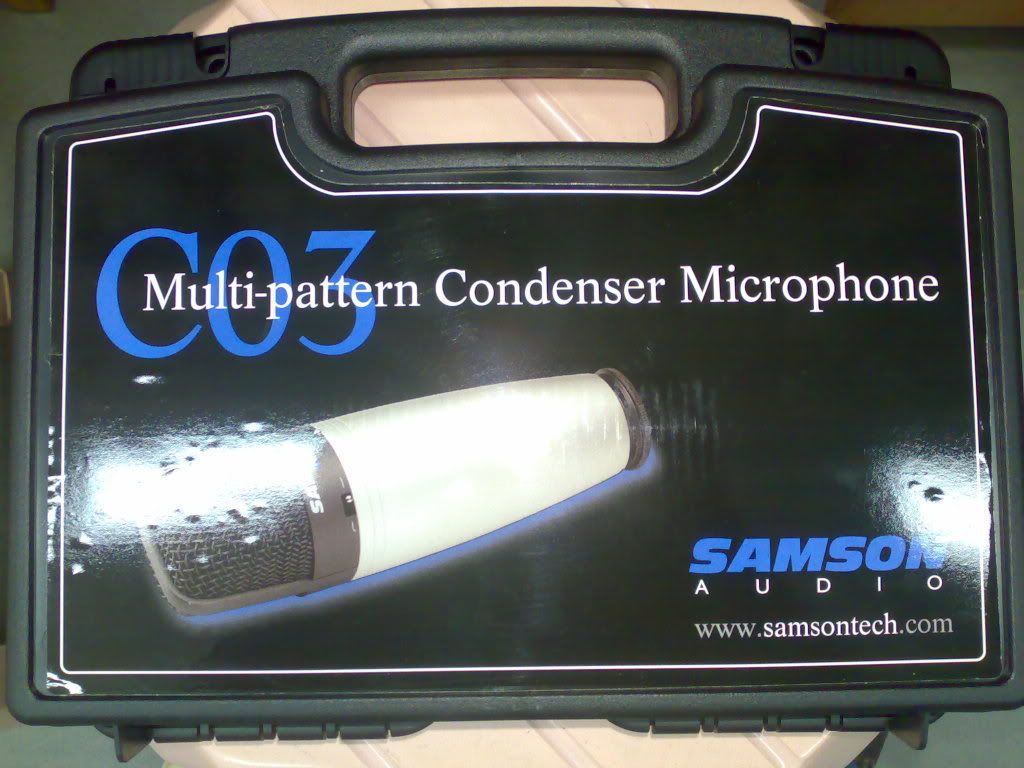 C03
Multi-pattern Condenser Microphone
SAMSON
AUDIO
www.samsontech.com